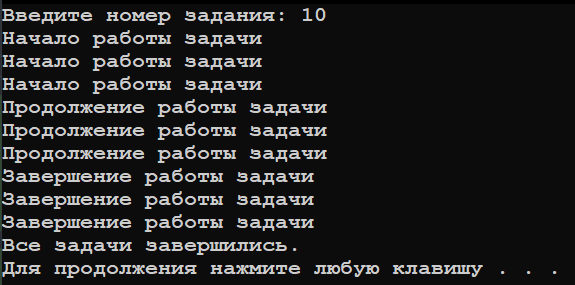 Введите номер задания: 10
Начало работы задачи
Начало работы задачи
Начало работы задачи
Продолжение работы задачи
Продолжение работы задачи
Продолжение работы задачи
Завершение работы задачи
Завершение работы задачи
Завершение работы задачи
Все задачи завершились.
Для продолжения нажмите любую клавишу . . .